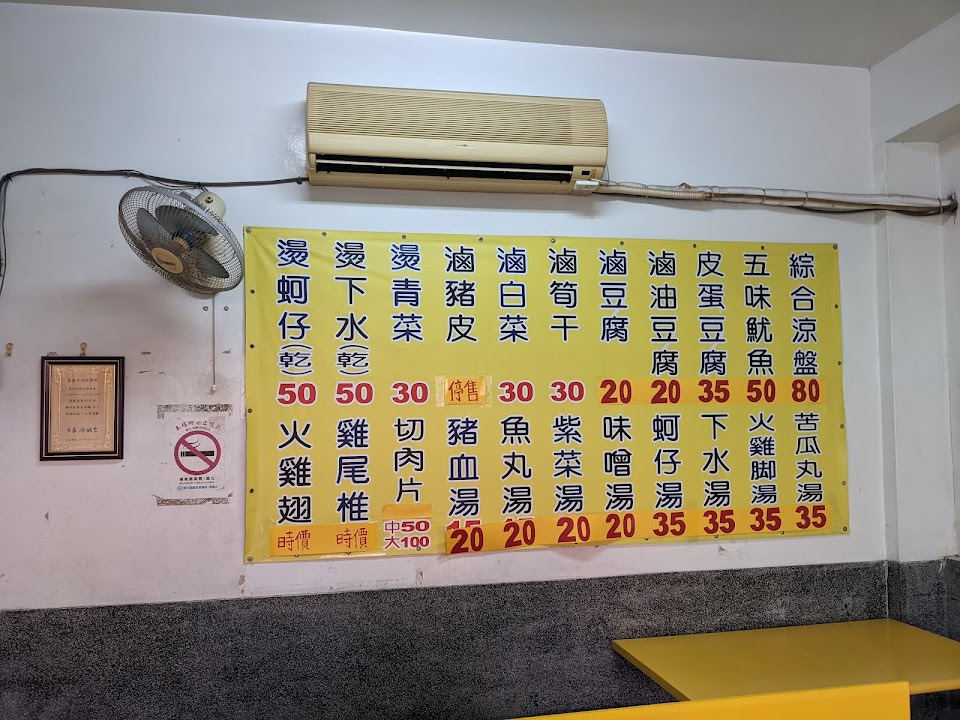 綜合涼盤 80
五味魷魚 50
皮蛋豆腐 35
滷油豆腐 20
滷豆腐 20
滷筍干 30
滷白菜 30
滷豬皮 停售
燙青菜 30
燙下水(乾) 50
燙蚵仔(乾) 50
苦瓜丸湯 35
火雞脚湯 35
下水湯 35
蚵仔湯 35
味噌湯 20
紫菜湯 20
魚丸湯 20
豬血湯 20
切肉片 中50 大100
雞尾椎 時價
火雞翅 時價